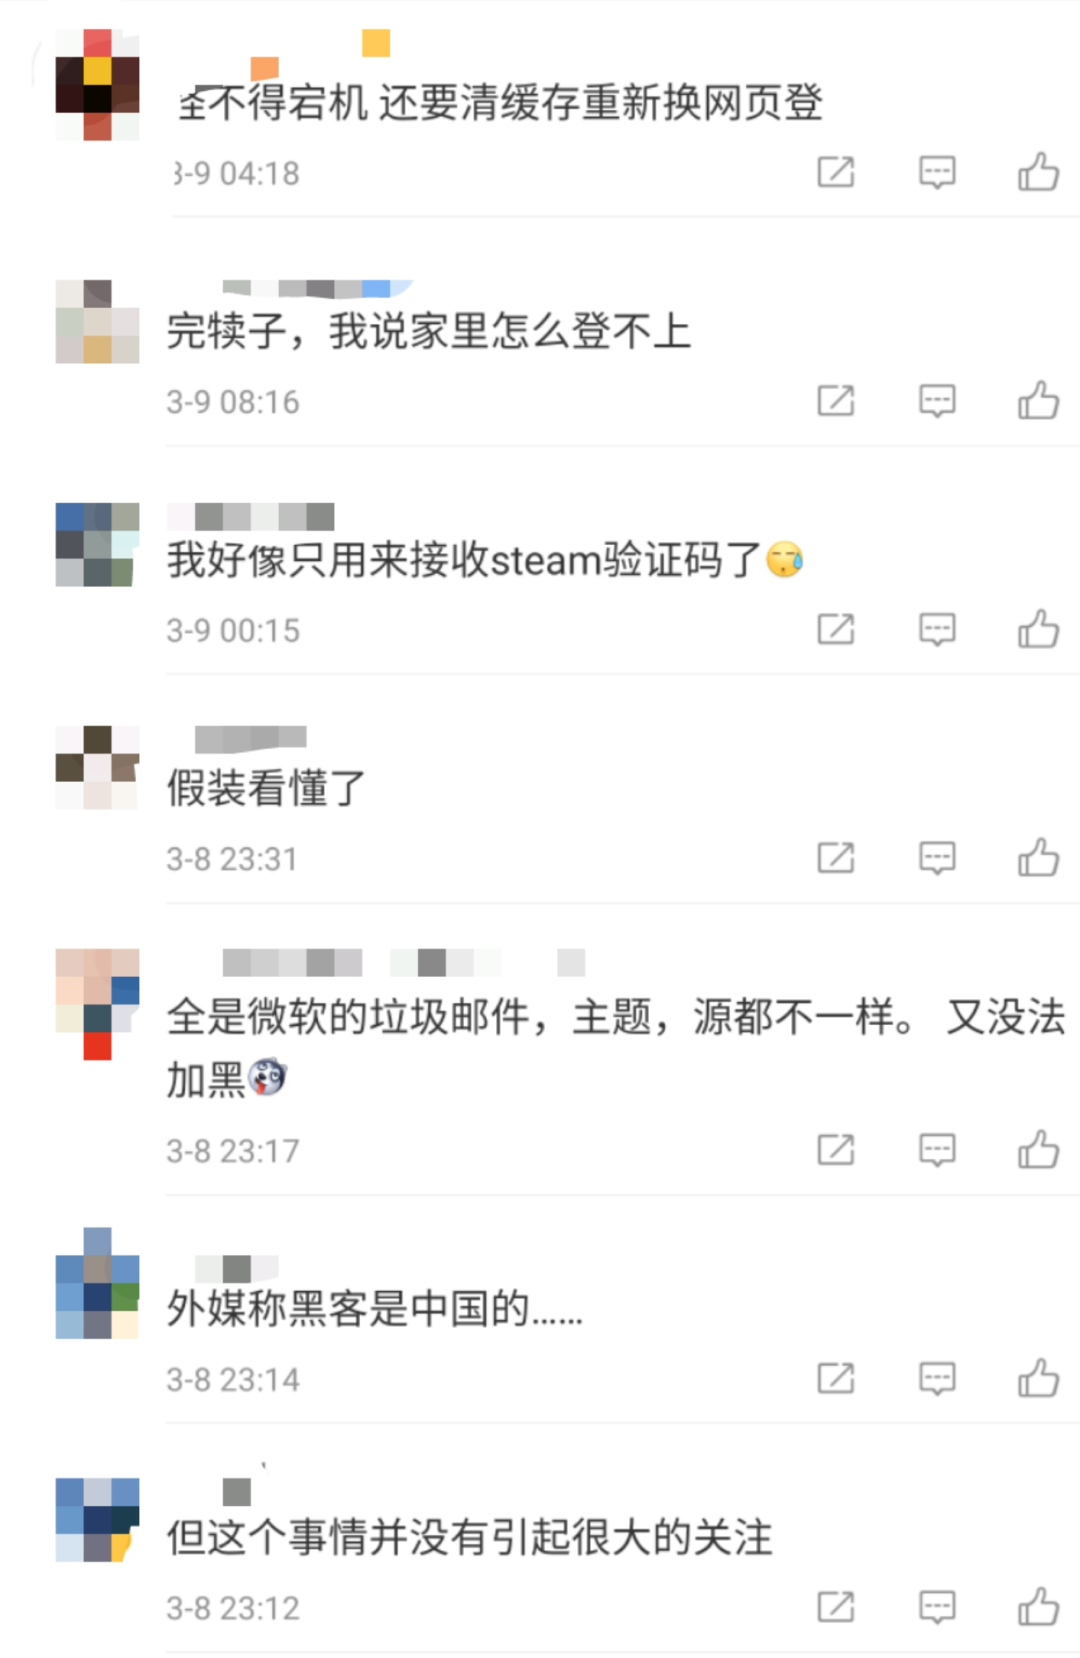 不得宕机 还要清缓存重新换网页登
3-9 04:18
完犊子，我说家里怎么登不上
3-9 08:16
我好像只用来接收steam验证码了
3-9 00:15
假装看懂了
3-8 23:31
全是微软的垃圾邮件，主题，源都不一样。 又没法
加黑
3-8 23:17
外媒称黑客是中国的……
3-8 23:14
但这个事情并没有引起很大的关注
3-8 23:12